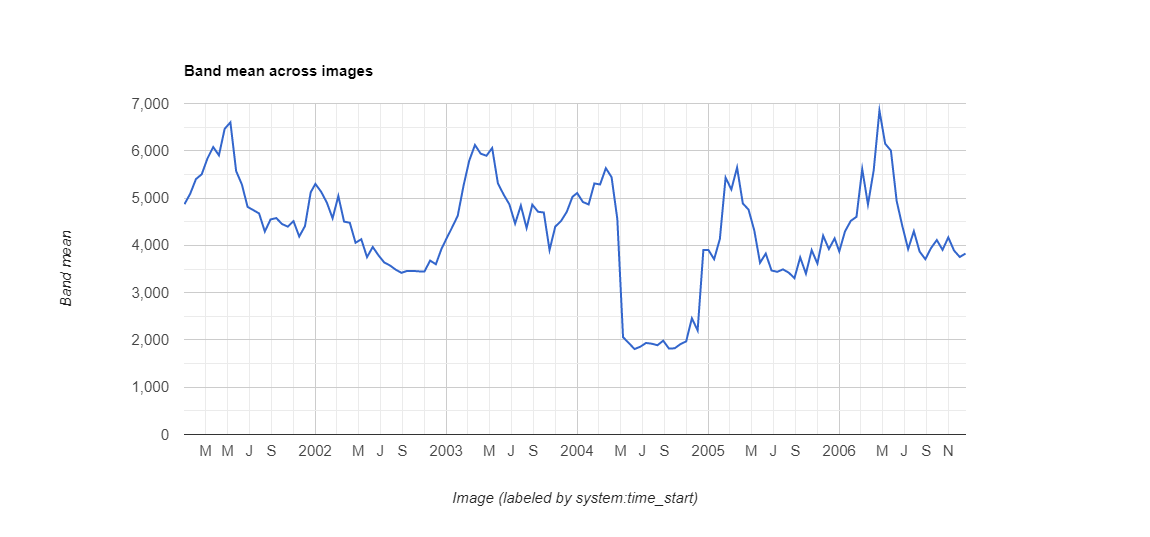 Band mean across images
7,000
6,000
5,000
4,000
3,000
2,000
1,000
0
Band mean
M M J S 2002 M J S 2003 M J S 2004 M J S 2005 M J S 2006 M J S N
Image (labeled by system:time_start)